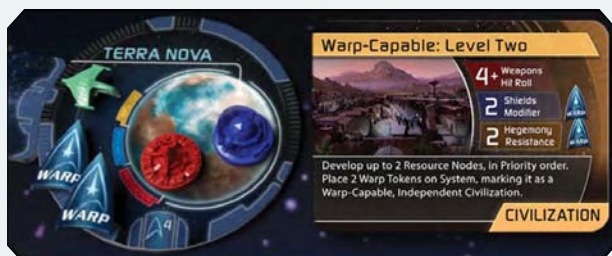 TERRA NOVA
WARP
WARP
4
Warp-Capable: Level Two
4+ Weapons
Hit Roll
2 Shields
Modifier
WARP
2 Hegemony
Resistance
WARP
Develop up to 2 Resource Nodes, in Priority order.
Place 2 Warp Tokens on System, marking it as a
Warp-Capable, Independent Civilization.
CIVILIZATION